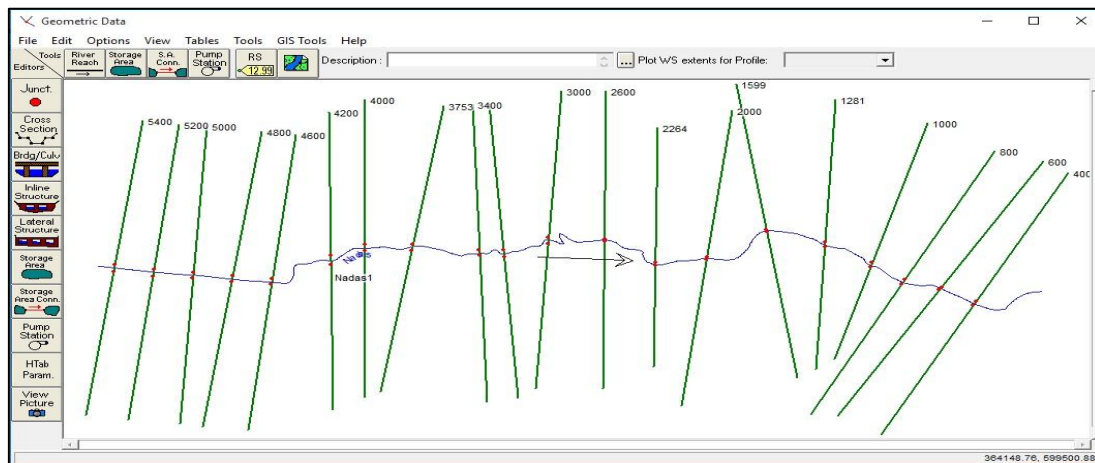 Geometric Data
File Edit Options View Tables Tools GIS Tools Help
Tools
Editors
River Reach
Storage Area
S.A. Conn.
Pump Station
RS
12.99
Description :
...
Plot WS extents for Profile:
Junct.
Cross Section
Brdg/Culv
Inline Structure
Lateral Structure
Storage Area
Storage Area Conn.
Pump Station
HTab Param.
View Picture
5400
5200
5000
4800
4600
4200
4000
3753
3400
3000
2600
2264
2000
1599
1281
1000
800
600
400
Nadas
Nadas1
364148.76, 599500.88